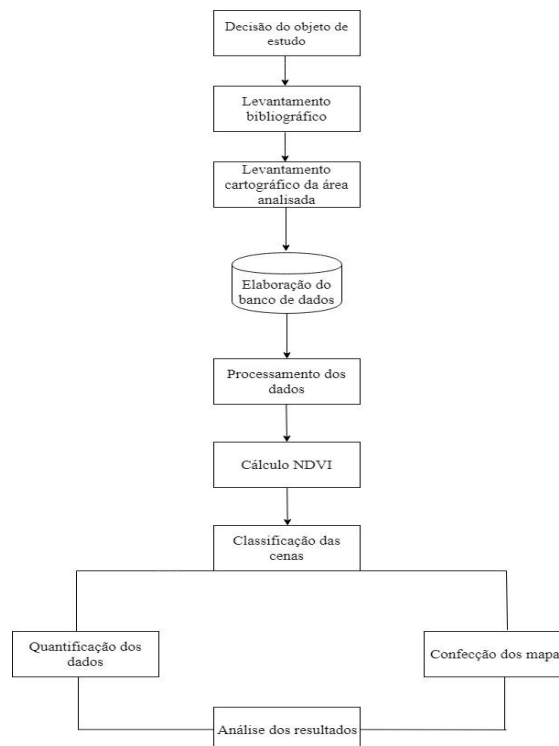 Decisão do objeto de
estudo
Levantamento
bibliográfico
Levantamento
cartográfico da área
analisada
Elaboração do
banco de dados
Processamento dos
dados
Cálculo NDVI
Classificação das
cenas
Quantificação dos
dados
Confecção dos mapa
Análise dos resultados